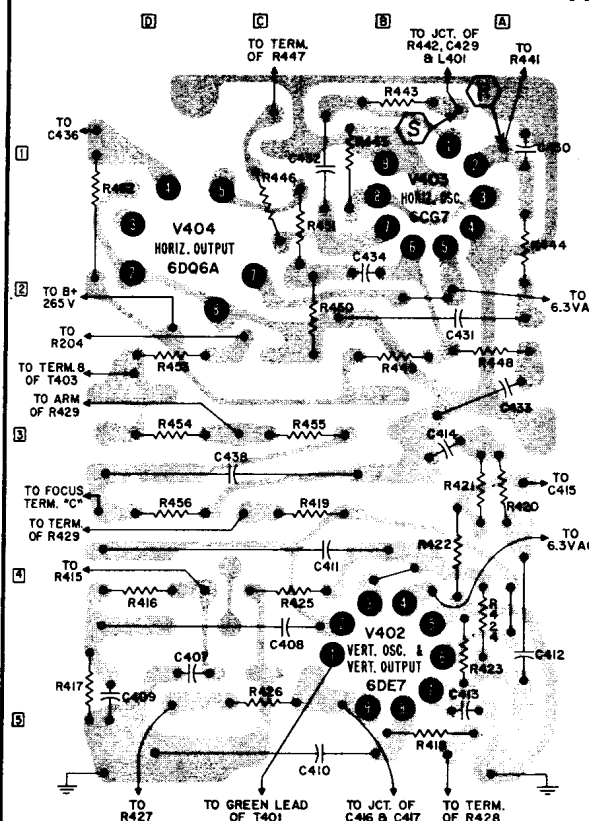 D C B A
TO TERM.
OF R447
TO JCT. OF
R442, C429
& L401
TO
R441
R443
S
TO
C436
1
C432
R446
V403
HORIZ. OSC.
6CG7
V404
HORIZ. OUTPUT
6DQ6A
R451
C434
R444
2
TO B+
265 V
R450
TO
6.3VA
C431
TO
R204
R449
R448
TO TERM.8
OF T403
R453
C433
TO ARM
OF R429
3
R454
R455
C414
C438
TO FOCUS
TERM. "C"
R456
R419
R421
R420
TO
C415
TO TERM.
OF R429
R422
TO
6.3VAC
C411
4
TO
R415
R416
R425
R424
C408
V402
VERT. OSC. &
VERT. OUTPUT
6DE7
C412
C407
R423
R417
C409
R426
C413
5
R418
C410
TO
R427
TO GREEN LEAD
OF T401
TO JCT. OF
C416 & C417
TO TERM.
OF R428